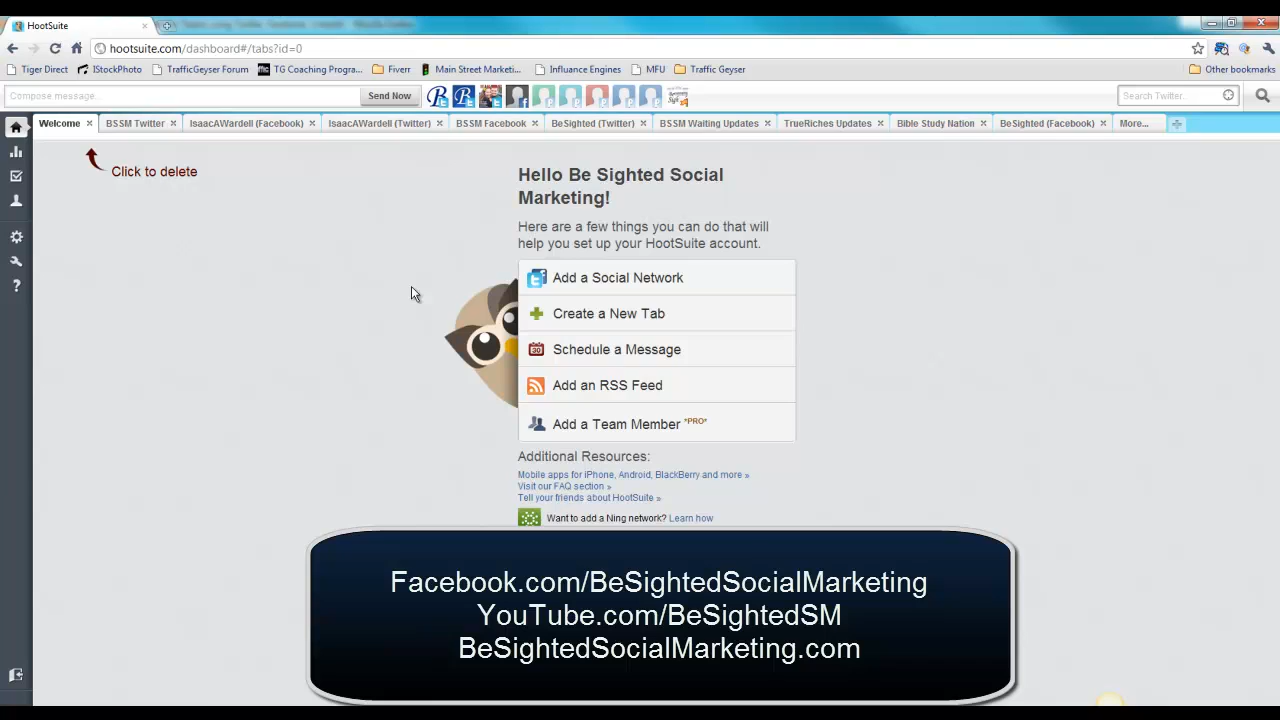 HootSuite
hootsuite.com/dashboard#/tabs?id=0
Tiger Direct
IStockPhoto
TrafficGeyser Forum
TG Coaching Progra...
Fiverr
Main Street Marketi...
Influance Engines
MFU
Traffic Geyser
Other bookmarks
Compose message...
Send Now
Search Twitter...
Welcome
BSSM Twitter
IsaacAWardell (Facebook)
IsaacAWardell (Twitter)
BSSM Facebook
BeSighted (Twitter)
BSSM Waiting Updates
TrueRiches Updates
Bible Study Nation
BeSighted (Facebook)
More...
Click to delete
Hello Be Sighted Social
Marketing!
Here are a few things you can do that will
help you set up your HootSuite account.
Add a Social Network
Create a New Tab
30
Schedule a Message
Add an RSS Feed
Add a Team Member *PRO*
Additional Resources:
Mobile apps for iPhone, Android, BlackBerry and more »
Visit our FAQ section »
Tell your friends about HootSuite »
Want to add a Ning network? Learn how
Facebook.com/BeSightedSocialMarketing
YouTube.com/BeSightedSM
BeSightedSocialMarketing.com